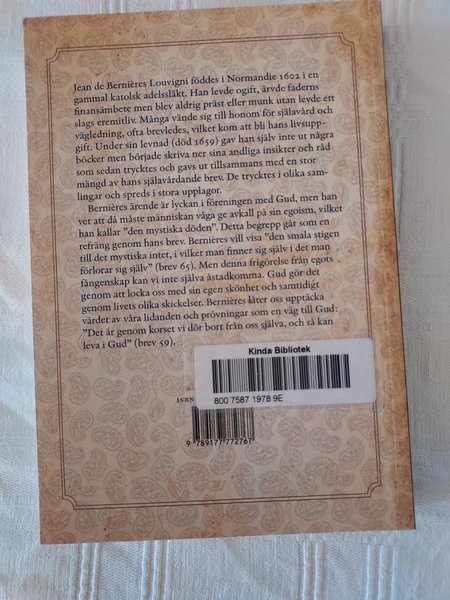 Jean de Bernières Louvigni föddes i Normandie 1602 i en
gammal katolsk adelssläkt. Han levde ogift, ärvde faderns
finansämbete men blev aldrig präst eller munk utan levde ett
slags eremitliv. Många vände sig till honom för själavård och
vägledning, ofta brevledes, vilket kom att bli hans livsupp-
gift. Under sin levnad (död 1659) gav han själv inte ut några
böcker men började skriva ner sina andliga insikter och råd
som sedan trycktes och gavs ut tillsammans med en stor
mängd av hans själavårdande brev. De trycktes i olika sam-
lingar och spreds i stora upplagor.
Bernières ärende är lyckan i föreningen med Gud, men han
vet att då måste människan våga ge avkall på sin egoism, vilket
han kallar "den mystiska döden". Detta begrepp går som en
refräng genom hans brev. Bernières vill visa "den smala stigen
till det mystiska intet, i vilket man finner sig själv i det man
förlorar sig själv" (brev 65). Men denna frigörelse från egots
fångenskap kan vi inte själva åstadkomma. Gud gör det
genom att locka oss med sin egen skönhet och samtidigt
genom livets olika skickelser. Bernières låter oss upptäcka
värdet av våra lidanden och prövningar som en väg till Gud:
"Det är genom korset vi dör bort från oss själva, och så kan
leva i Gud" (brev 59).
Kinda Bibliotek
800 7587 1978 9E
ISBN
9 789177 772767